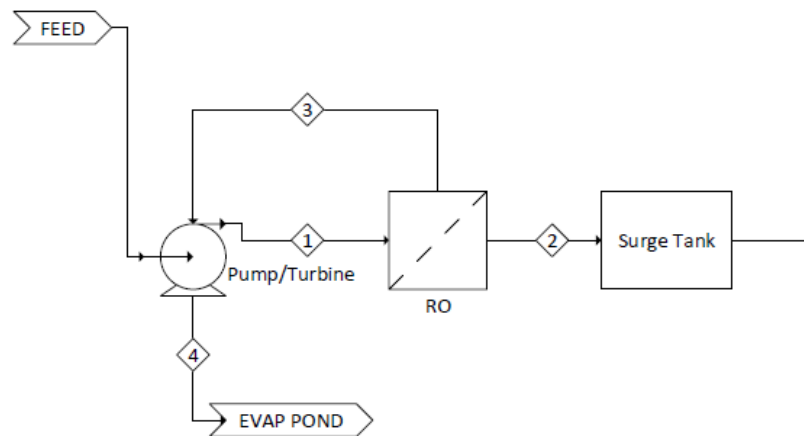 FEED
3
1
2
Surge Tank
Pump/Turbine
RO
4
EVAP POND